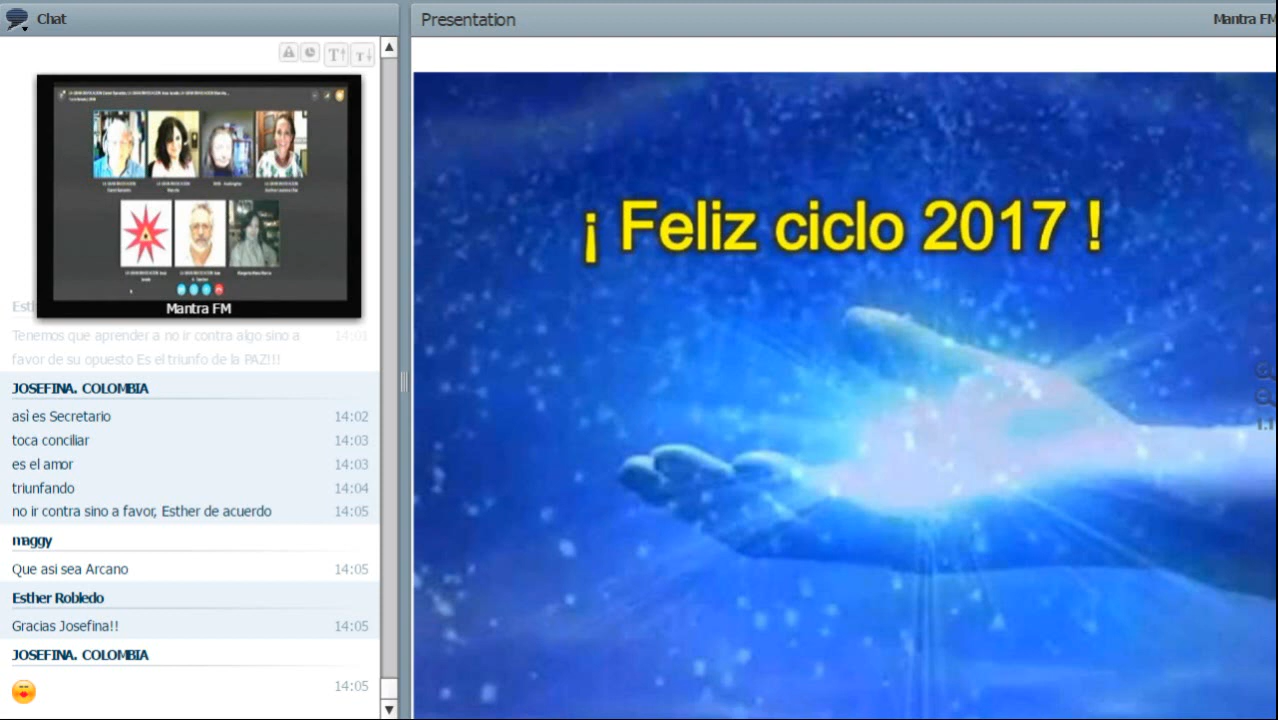 Chat
Presentation
Mantra FM
Mantra FM
Tenemos que aprender a no ir contra algo sino a
14:01
favor de su opuesto Es el triunfo de la PAZ!!!
JOSEFINA. COLOMBIA
asì es Secretario
14:02
toca conciliar
14:03
es el amor
14:03
triunfando
14:04
no ir contra sino a favor, Esther de acuerdo
14:05
maggy
Que asi sea Arcano
14:05
Esther Robledo
Gracias Josefina!!
14:05
JOSEFINA. COLOMBIA
14:05
¡ Feliz ciclo 2017 !